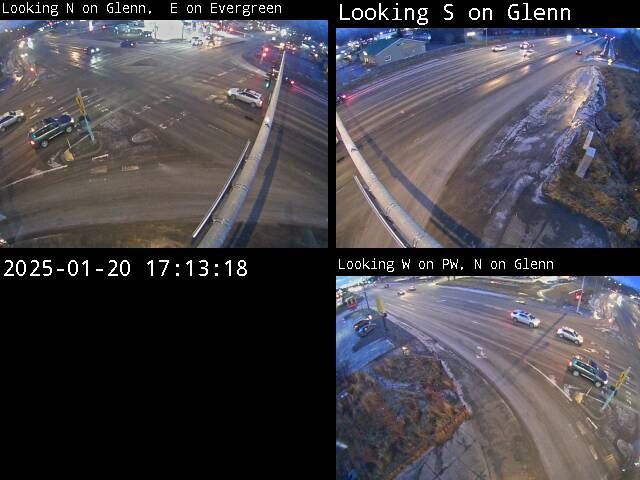 Looking N on Glenn, E on Evergreen
Looking S on Glenn
2025-01-20 17:13:18
Looking W on PW, N on Glenn